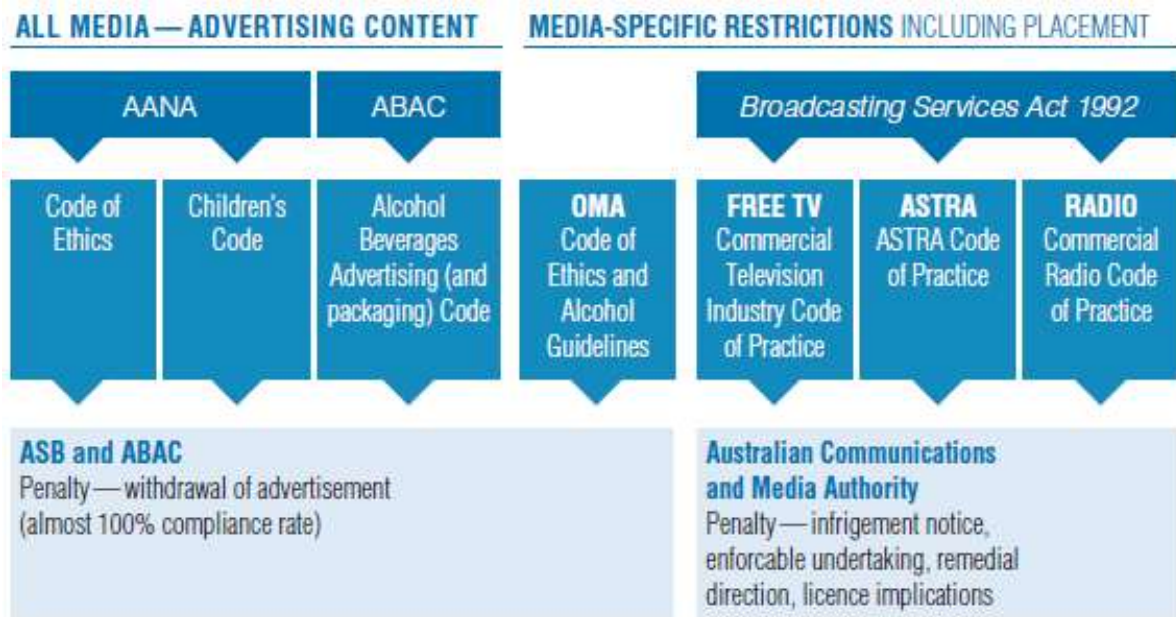 ALL MEDIA — ADVERTISING CONTENT
MEDIA-SPECIFIC RESTRICTIONS INCLUDING PLACEMENT
AANA
ABAC
Broadcasting Services Act 1992
Code of
Ethics
Children's
Code
Alcohol
Beverages
Advertising (and
packaging) Code
OMA
Code of
Ethics and
Alcohol
Guidelines
FREE TV
Commercial
Television
Industry Code
of Practice
ASTRA
ASTRA Code
of Practice
RADIO
Commercial
Radio Code
of Practice
ASB and ABAC
Penalty — withdrawal of advertisement
(almost 100% compliance rate)
Australian Communications
and Media Authority
Penalty — infrigement notice,
enforcable undertaking, remedial
direction, licence implications